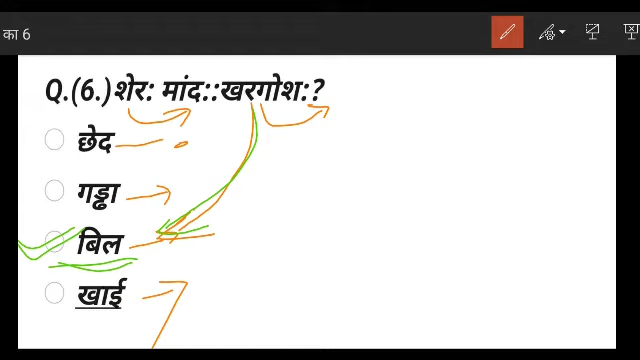 का 6
Q.(6.)शेर: मांद::खरगोश:?
छेद
गड्ढा
बिल
खाई